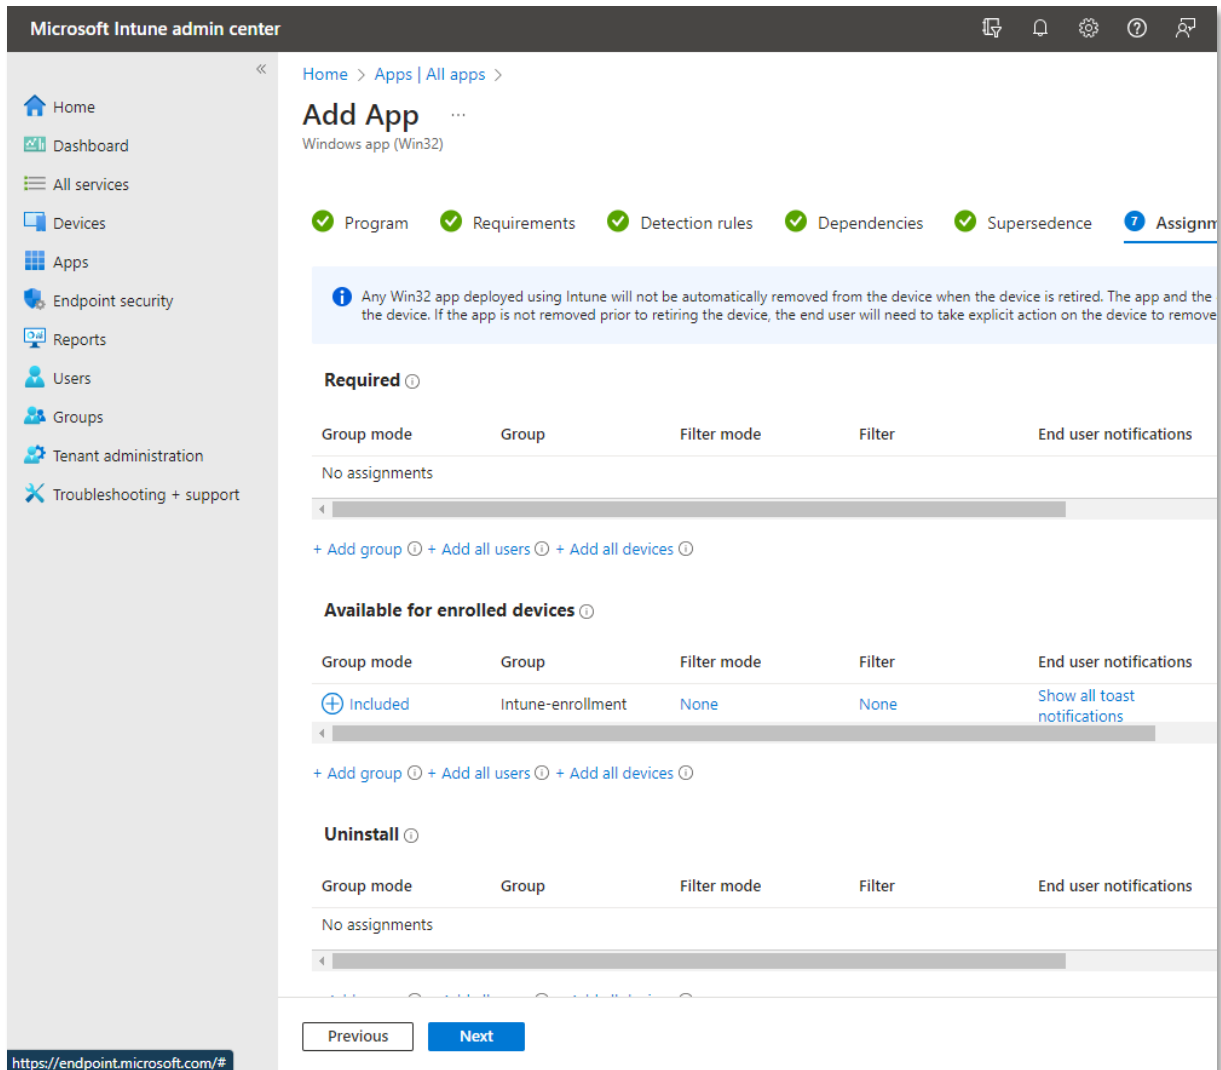 Microsoft Intune admin center
«
Home
Dashboard
All services
Devices
Apps
Endpoint security
Reports
Users
Groups
Tenant administration
Troubleshooting + support
Home > Apps | All apps >
Add App ...
Windows app (Win32)
Program Requirements Detection rules Dependencies Supersedence 7 Assignm
Any Win32 app deployed using Intune will not be automatically removed from the device when the device is retired. The app and the
the device. If the app is not removed prior to retiring the device, the end user will need to take explicit action on the device to remove
Required
Group mode Group Filter mode Filter End user notifications
No assignments
+ Add group + Add all users + Add all devices
Available for enrolled devices
Group mode Group Filter mode Filter End user notifications
Included Intune-enrollment None None Show all toast
notifications
+ Add group + Add all users + Add all devices
Uninstall
Group mode Group Filter mode Filter End user notifications
No assignments
Previous Next
https://endpoint.microsoft.com/#